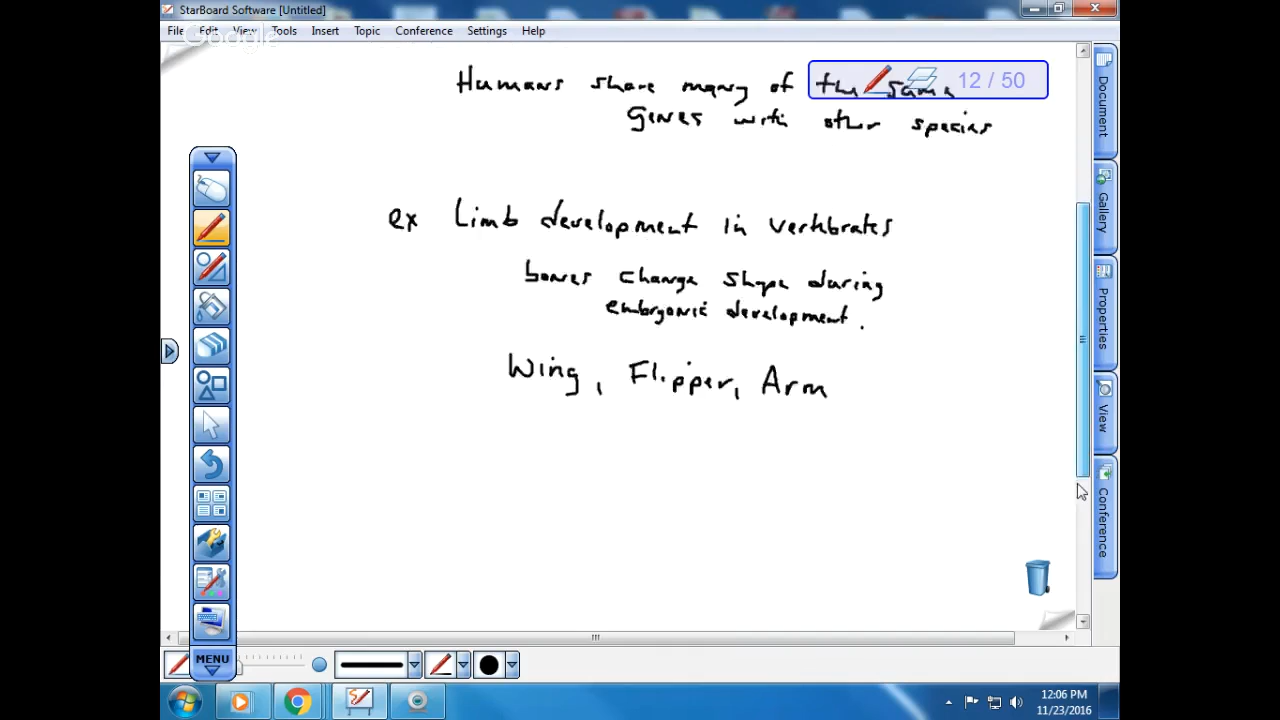 StarBoard Software [Untitled]
File Edit View Tools Insert Topic Conference Settings Help
Google
Humans share many of the same
12 / 50
Genes with other species
ex Limb development in vertebrates
bones change shape during
embryonic development.
Wing, Flipper, Arm
Document
Gallery
Properties
View
Conference
MENU
12:06 PM
11/23/2016